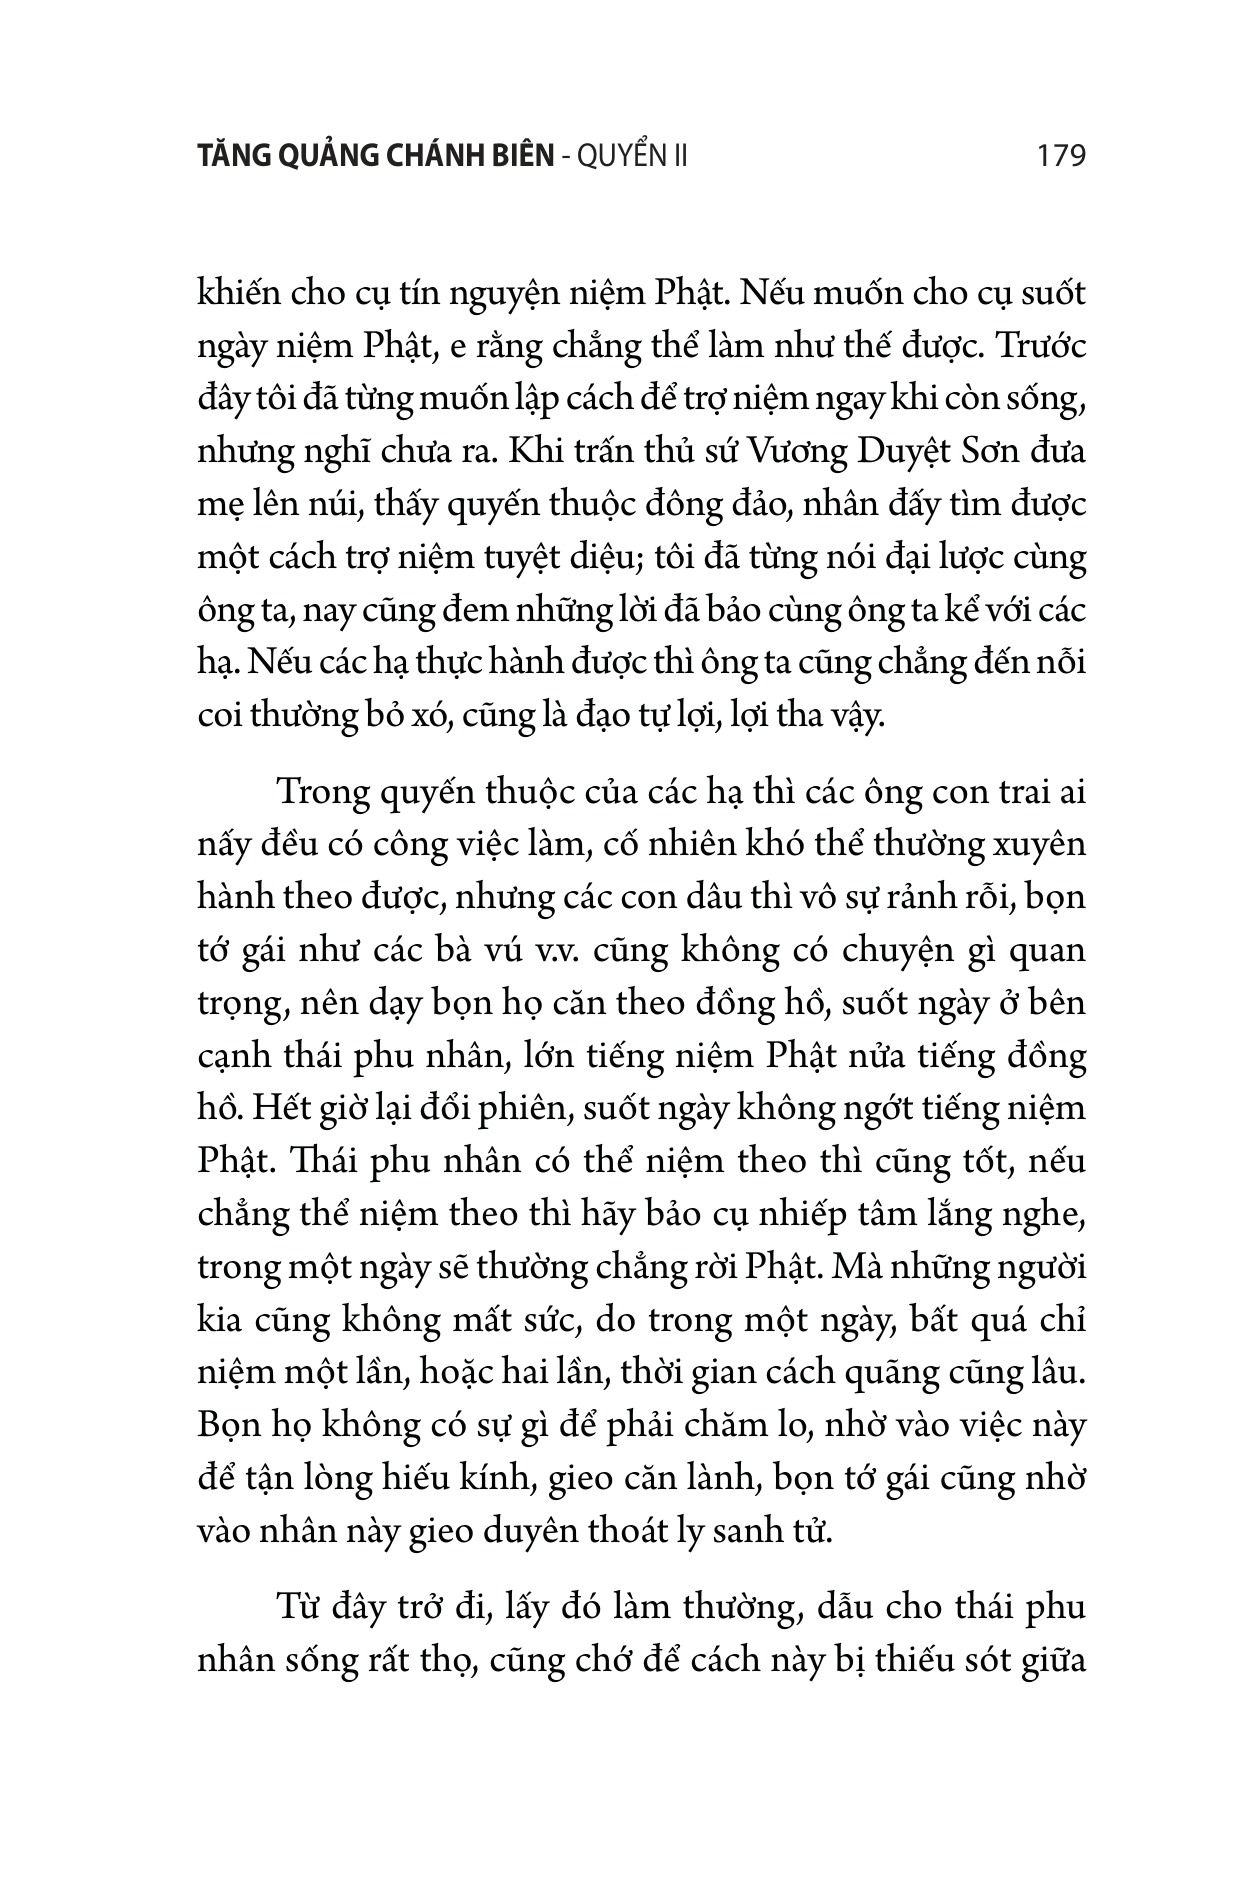 TĂNG QUẢNG CHÁNH BIÊN - QUYỂN II 179
khiến cho cụ tín nguyện niệm Phật. Nếu muốn cho cụ suốt
ngày niệm Phật, e rằng chẳng thể làm như thế được. Trước
đây tôi đã từng muốn lập cách để trợ niệm ngay khi còn sống,
nhưng nghĩ chưa ra. Khi trấn thủ sứ Vương Duyệt Sơn đưa
mẹ lên núi, thấy quyến thuộc đông đảo, nhân đấy tìm được
một cách trợ niệm tuyệt diệu; tôi đã từng nói đại lược cùng
ông ta, nay cũng đem những lời đã bảo cùng ông ta kể với các
hạ. Nếu các hạ thực hành được thì ông ta cũng chẳng đến nỗi
coi thường bỏ xó, cũng là đạo tự lợi, lợi tha vậy.
Trong quyến thuộc của các hạ thì các ông con trai ai
nấy đều có công việc làm, cố nhiên khó thể thường xuyên
hành theo được, nhưng các con dâu thì vô sự rảnh rỗi, bọn
tớ gái như các bà vú v.v. cũng không có chuyện gì quan
trọng, nên dạy bọn họ căn theo đồng hồ, suốt ngày ở bên
cạnh thái phu nhân, lớn tiếng niệm Phật nửa tiếng đồng
hồ. Hết giờ lại đổi phiên, suốt ngày không ngớt tiếng niệm
Phật. Thái phu nhân có thể niệm theo thì cũng tốt, nếu
chẳng thể niệm theo thì hãy bảo cụ nhiếp tâm lắng nghe,
trong một ngày sẽ thường chẳng rời Phật. Mà những người
kia cũng không mất sức, do trong một ngày, bất quá chỉ
niệm một lần, hoặc hai lần, thời gian cách quãng cũng lâu.
Bọn họ không có sự gì để phải chăm lo, nhờ vào việc này
để tận lòng hiếu kính, gieo căn lành, bọn tớ gái cũng nhờ
vào nhân này gieo duyên thoát ly sanh tử.
Từ đây trở đi, lấy đó làm thường, dẫu cho thái phu
nhân sống rất thọ, cũng chớ để cách này bị thiếu sót giữa